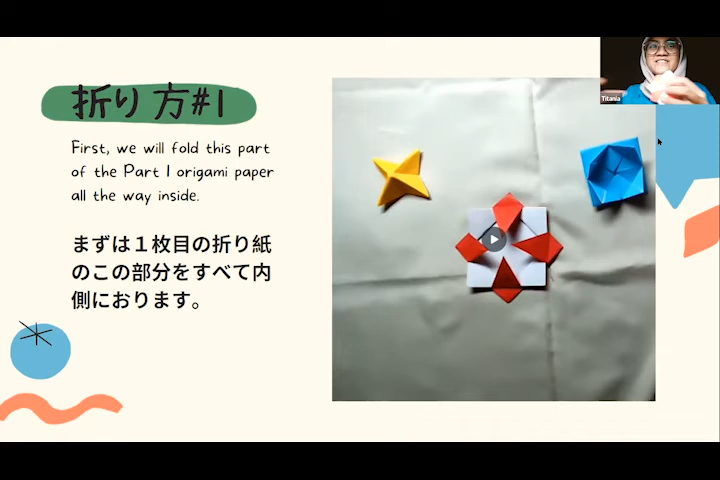 折り方#1
First, we will fold this part
of the Part 1 origami paper
all the way inside.
まずは１枚目の折り紙
のこの部分をすべて内
側におります。
Titania